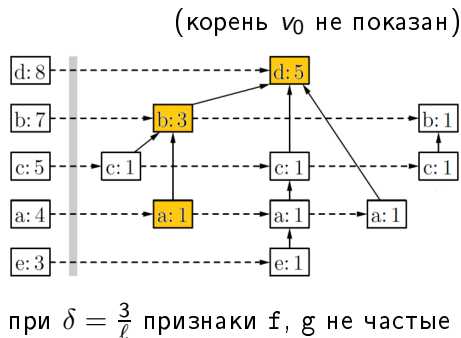 (корень v₀ не показан)
d: 8 d: 5
b: 7 b: 3 b: 1
c: 5 c: 1 c: 1 c: 1
a: 4 a: 1 a: 1 a: 1
e: 3 e: 1
при δ = 3/ℓ признаки f, g не частые